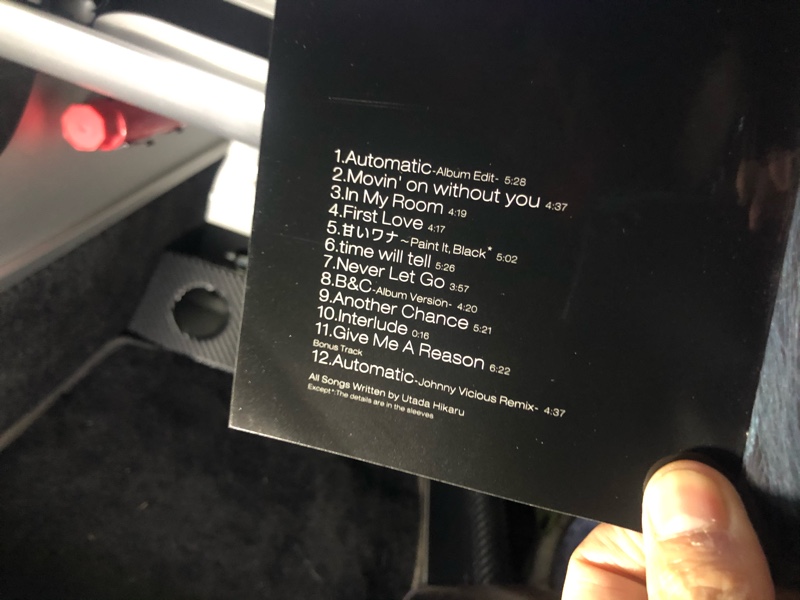 1.Automatic-Album Edit- 5:28
2.Movin' on without you 4:37
3.In My Room 4:19
4.First Love 4:17
5.甘いワナ~Paint It, Black* 5:02
6.time will tell 5:26
7.Never Let Go 3:57
8.B&C-Album Version- 4:20
9.Another Chance 5:21
10.Interlude 0:16
11.Give Me A Reason 6:22
Bonus Track
12.Automatic-Johnny Vicious Remix- 4:37
All Songs Written by Utada Hikaru
Except*:The details are in the sleeves